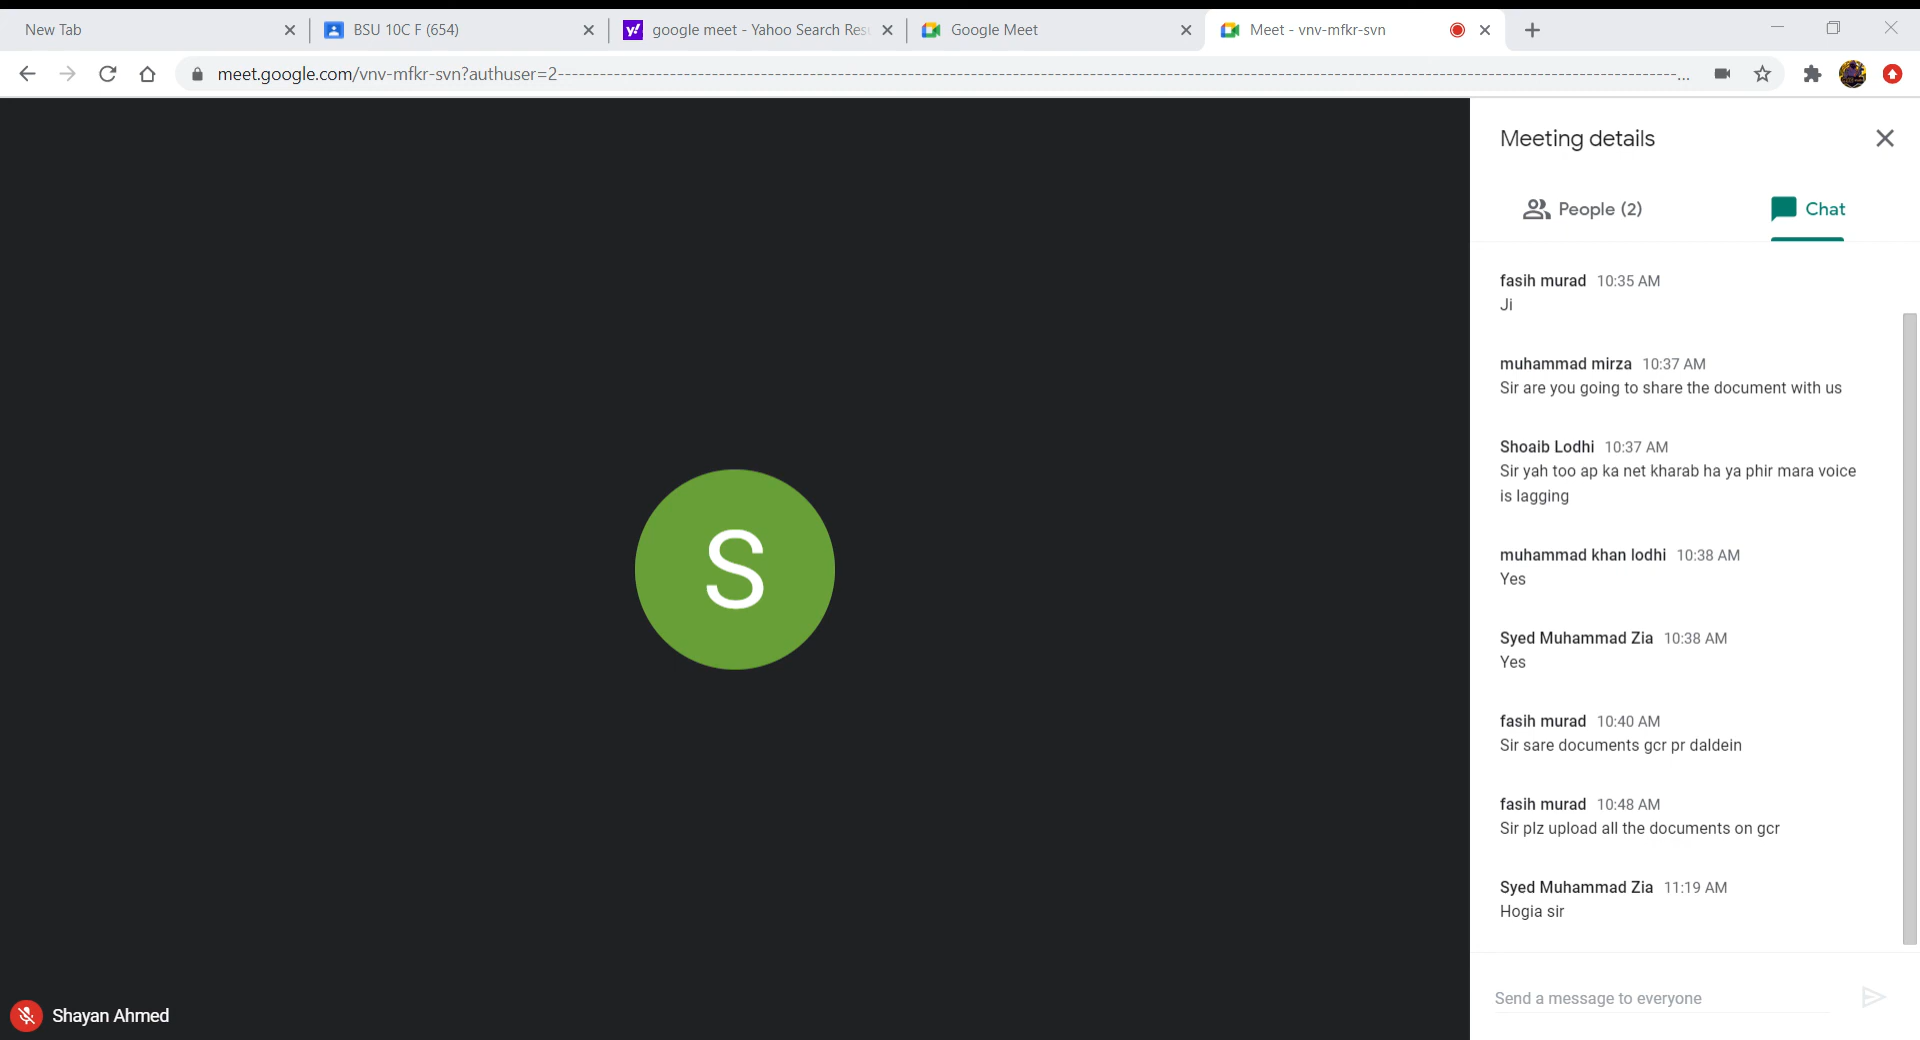 New Tab
BSU 10C F (654)
google meet - Yahoo Search Res
Google Meet
Meet - vnv-mfkr-svn
meet.google.com/vnv-mfkr-svn?authuser=2---...
Meeting details
People (2)
Chat
fasih murad 10:35 AM
Ji
muhammad mirza 10:37 AM
Sir are you going to share the document with us
Shoaib Lodhi 10:37 AM
Sir yah too ap ka net kharab ha ya phir mara voice
is lagging
muhammad khan lodhi 10:38 AM
Yes
Syed Muhammad Zia 10:38 AM
Yes
fasih murad 10:40 AM
Sir sare documents gcr pr daldein
fasih murad 10:48 AM
Sir plz upload all the documents on gcr
Syed Muhammad Zia 11:19 AM
Hogia sir
S
Shayan Ahmed
Send a message to everyone